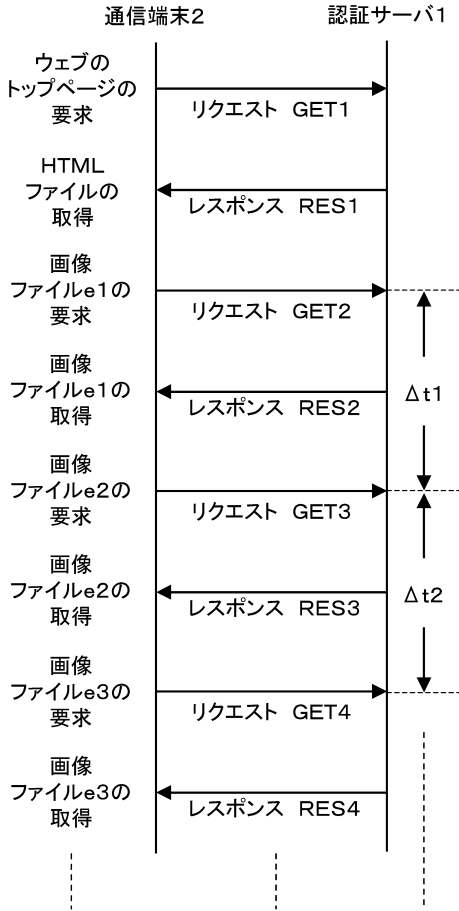 通信端末2
認証サーバ1
ウェブの
トップページの
要求
リクエスト GET1
HTML
ファイルの
取得
レスポンス RES1
画像
ファイルe1の
要求
リクエスト GET2
画像
ファイルe1の
取得
レスポンス RES2
Δt1
画像
ファイルe2の
要求
リクエスト GET3
画像
ファイルe2の
取得
レスポンス RES3
Δt2
画像
ファイルe3の
要求
リクエスト GET4
画像
ファイルe3の
取得
レスポンス RES4